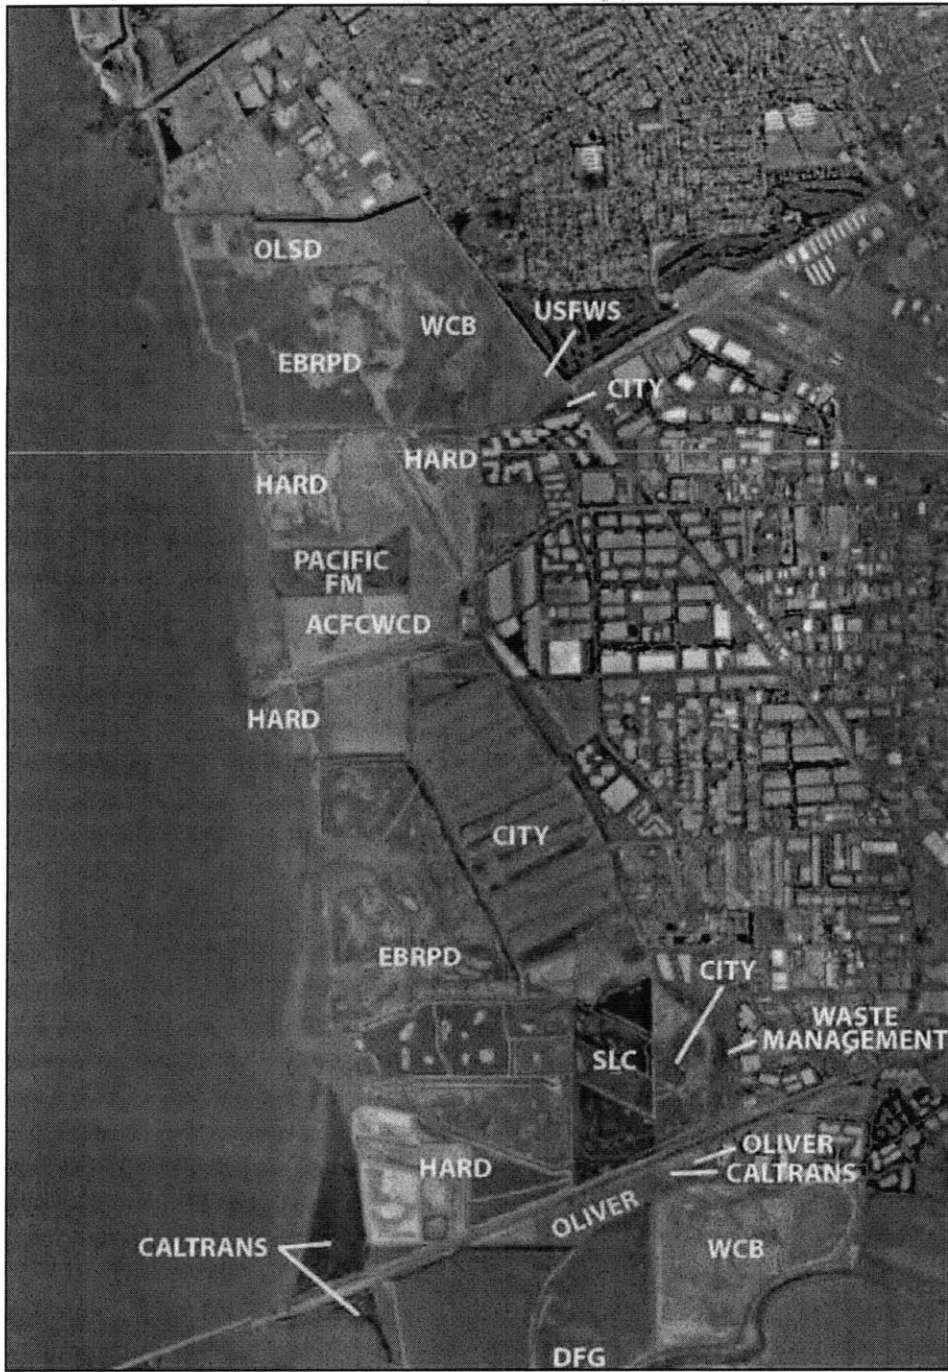 OLSD
USFWS
WCB
EBRPD
CITY
HARD
HARD
PACIFIC
FM
ACFCWCD
HARD
CITY
EBRPD
CITY
WASTE
MANAGEMENT
SLC
OLIVER
HARD
CALTRANS
OLIVER
CALTRANS
WCB
DFG